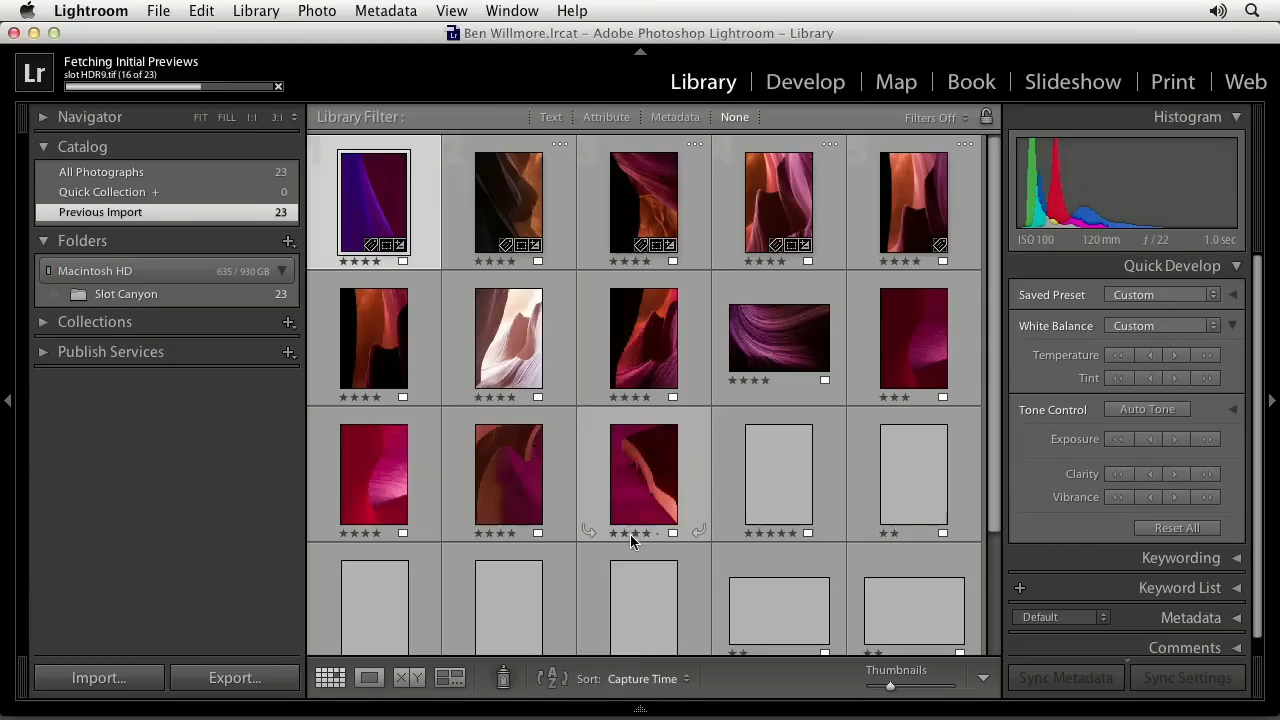 Lightroom File Edit Library Photo Metadata View Window Help
Ben Willmore.lrcat – Adobe Photoshop Lightroom – Library
Lr
Fetching Initial Previews
slot HDR9.tif (16 of 23)
Library Develop Map Book Slideshow Print Web
Navigator FIT FILL 1:1 3:1
Catalog
All Photographs 23
Quick Collection + 0
Previous Import 23
Folders
Macintosh HD 635 / 930 GB
Slot Canyon 23
Collections
Publish Services
Import... Export...
Library Filter : Text Attribute Metadata None Filters Off
Sort: Capture Time
Thumbnails
Histogram
ISO 100 120 mm ƒ / 22 1.0 sec
Quick Develop
Saved Preset Custom
White Balance Custom
Temperature
Tint
Tone Control Auto Tone
Exposure
Clarity
Vibrance
Reset All
Keywording
Keyword List
Default Metadata
Comments
Sync Metadata Sync Settings